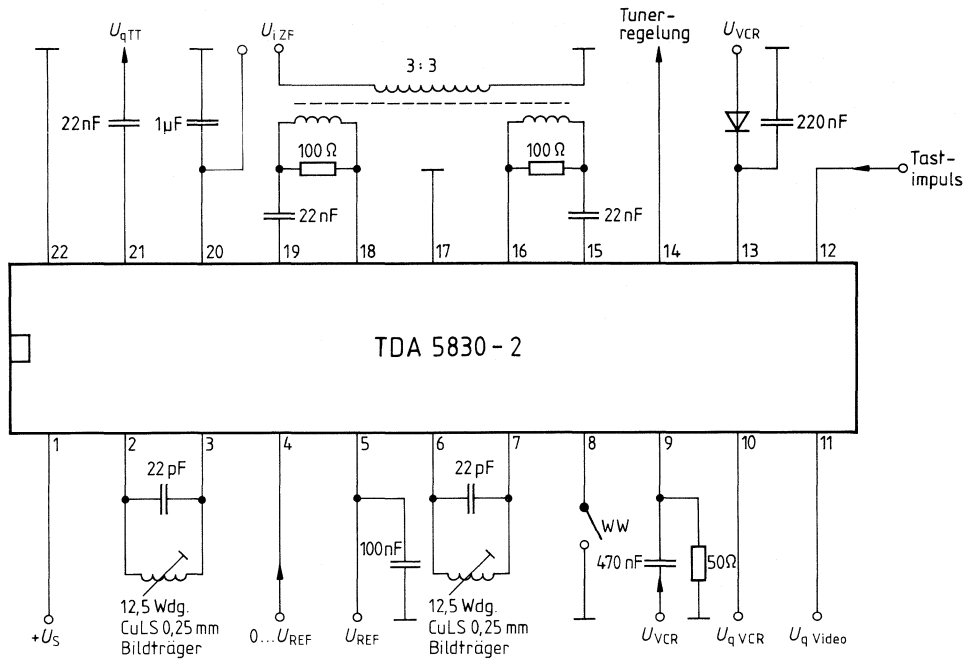 U_qTT
U_iZF
Tuner-
regelung
U_VCR
3:3
22nF
1µF
100 Ω
100 Ω
220 nF
Tast-
impuls
22 nF
22 nF
22 21 20 19 18 17 16 15 14 13 12
TDA 5830-2
1 2 3 4 5 6 7 8 9 10 11
22 pF
22 pF
WW
100 nF
470 nF
50Ω
12,5 Wdg.
CuLS 0,25 mm
Bildträger
12,5 Wdg.
CuLS 0,25 mm
Bildträger
+U_S
0...U_REF
U_REF
U_VCR
U_q VCR
U_q Video